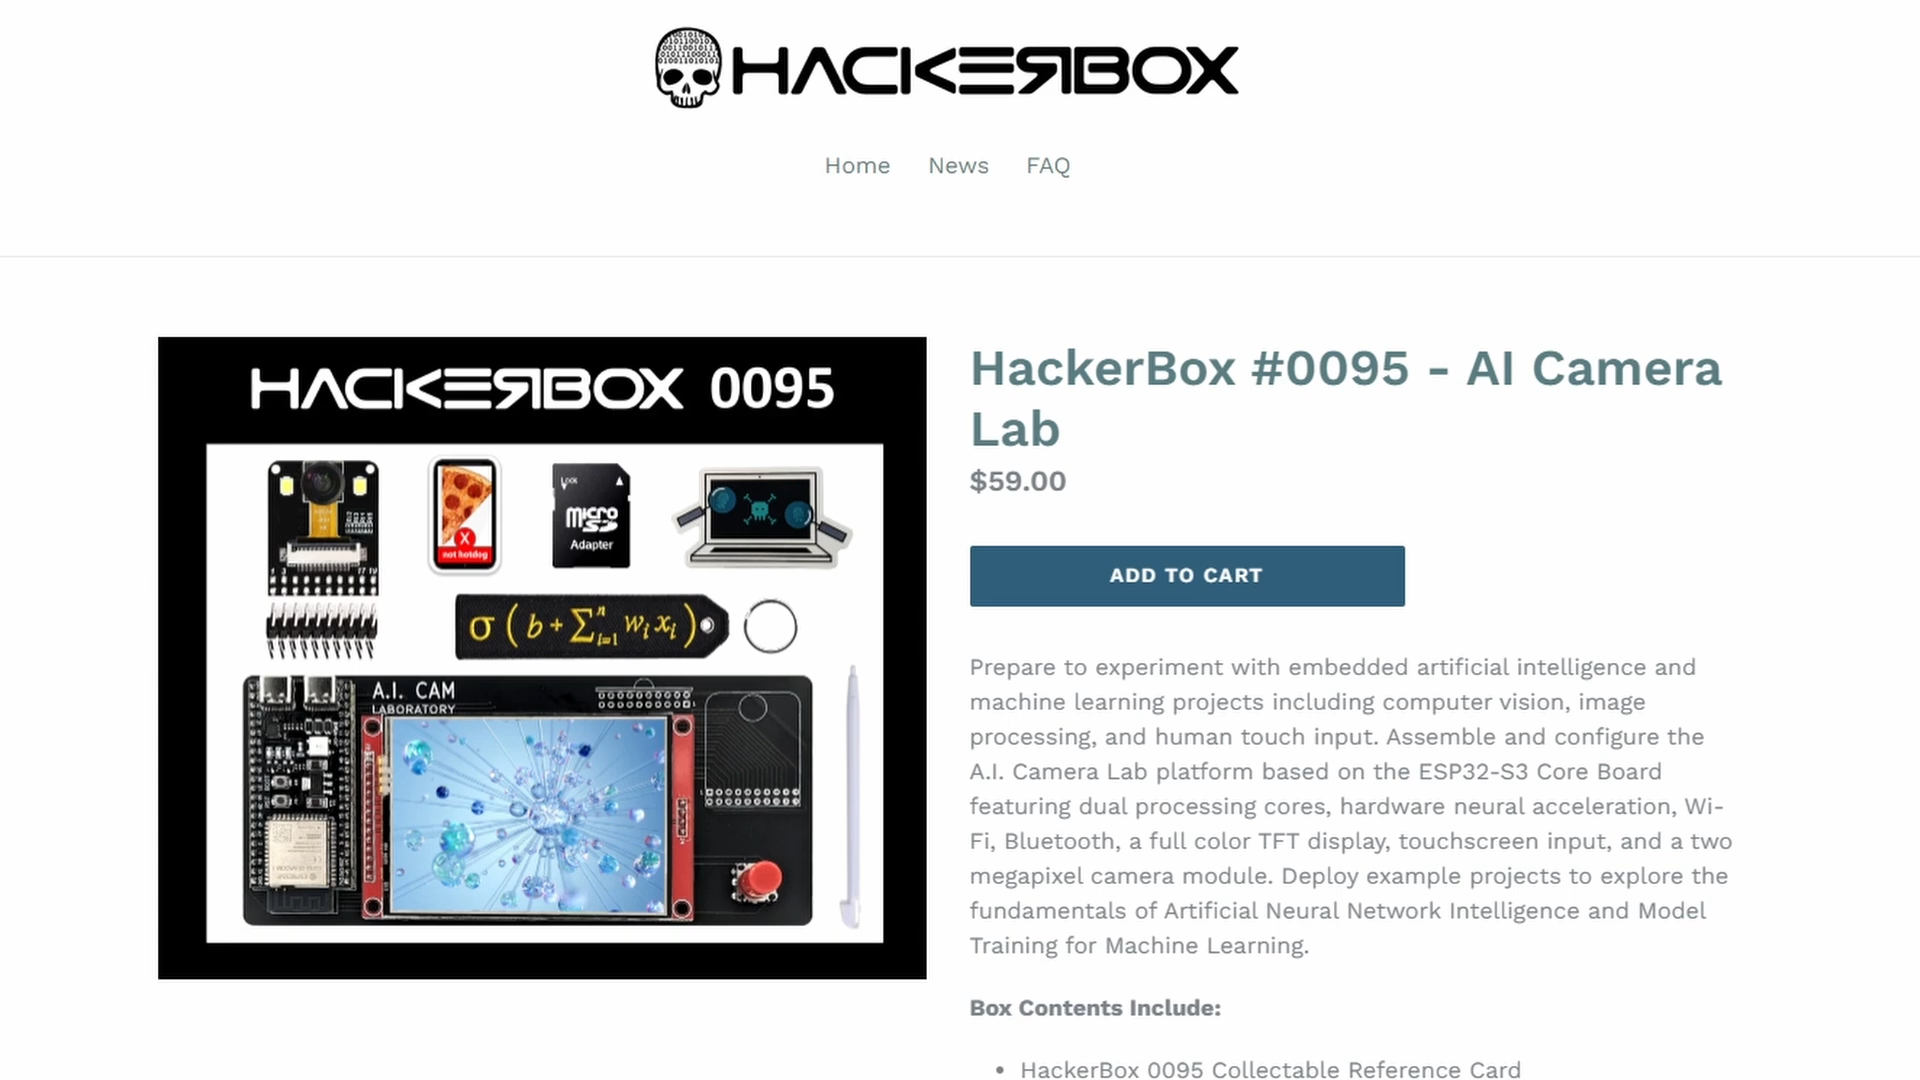 HACKERBOX
Home News FAQ
HACKERBOX 0095
HackerBox #0095 - AI Camera
Lab
$59.00
ADD TO CART
Prepare to experiment with embedded artificial intelligence and
machine learning projects including computer vision, image
processing, and human touch input. Assemble and configure the
A.I. Camera Lab platform based on the ESP32-S3 Core Board
featuring dual processing cores, hardware neural acceleration, Wi-
Fi, Bluetooth, a full color TFT display, touchscreen input, and a two
megapixel camera module. Deploy example projects to explore the
fundamentals of Artificial Neural Network Intelligence and Model
Training for Machine Learning.
Box Contents Include:
• HackerBox 0095 Collectable Reference Card
X
not hotdog
Lock
micro
SD
Adapter
σ ( b + ∑ⁿᵢ₌₁ wᵢ xᵢ )
A.I. CAM
LABORATORY